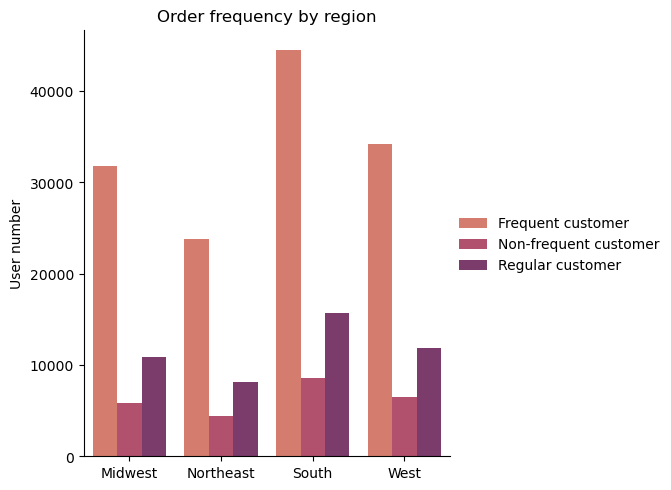 Order frequency by region
User number
40000
30000
20000
10000
0
Midwest
Northeast
South
West
Frequent customer
Non-frequent customer
Regular customer